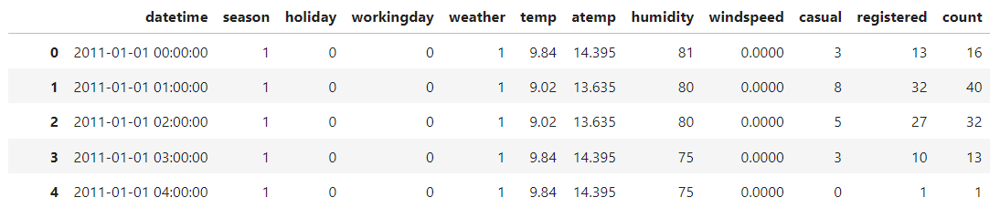 datetime season holiday workingday weather temp atemp humidity windspeed casual registered count
0 2011-01-01 00:00:00 1 0 0 1 9.84 14.395 81 0.0000 3 13 16
1 2011-01-01 01:00:00 1 0 0 1 9.02 13.635 80 0.0000 8 32 40
2 2011-01-01 02:00:00 1 0 0 1 9.02 13.635 80 0.0000 5 27 32
3 2011-01-01 03:00:00 1 0 0 1 9.84 14.395 75 0.0000 3 10 13
4 2011-01-01 04:00:00 1 0 0 1 9.84 14.395 75 0.0000 0 1 1